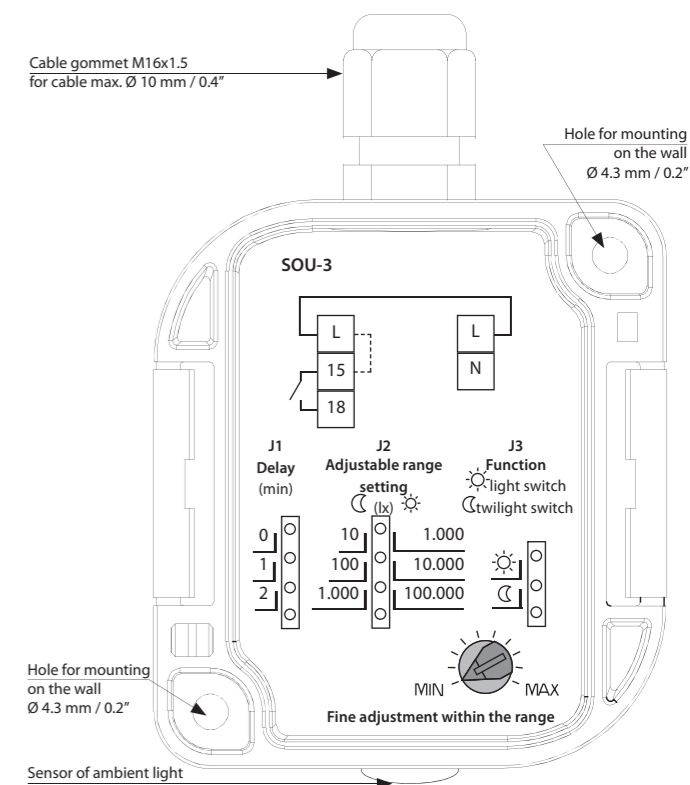 Cable gommet M16x1.5
for cable max. Ø 10 mm / 0.4”
Hole for mounting
on the wall
Ø 4.3 mm / 0.2”
SOU-3
L
L
15
N
18
J1
Delay
(min)
J2
Adjustable range
setting
(lx)
J3
Function
light switch
twilight switch
0
1
2
10
1.000
100
10.000
1.000
100.000
MIN
MAX
Fine adjustment within the range
Hole for mounting
on the wall
Ø 4.3 mm / 0.2”
Sensor of ambient light